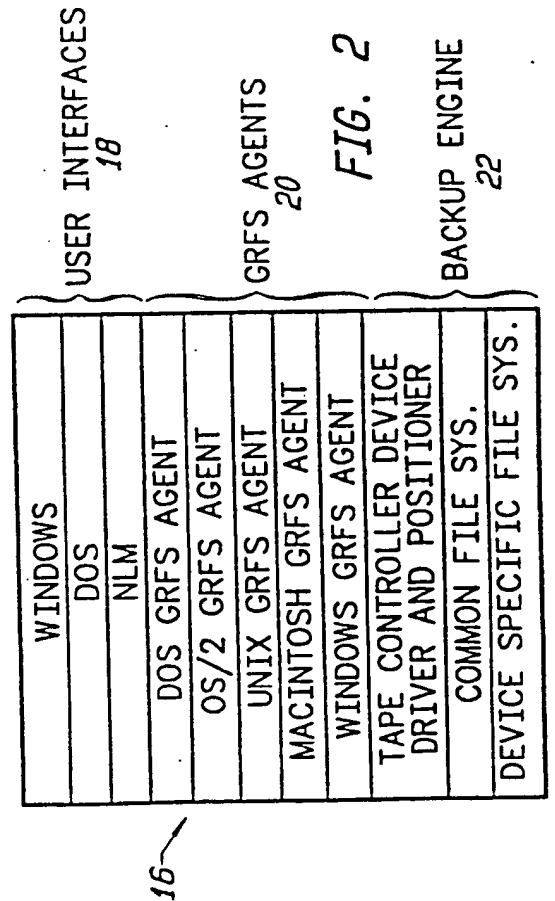 WINDOWS
DOS
NLM
DOS GRFS AGENT
OS/2 GRFS AGENT
UNIX GRFS AGENT
MACINTOSH GRFS AGENT
WINDOWS GRFS AGENT
TAPE CONTROLLER DEVICE
DRIVER AND POSITIONER
COMMON FILE SYS.
DEVICE SPECIFIC FILE SYS.
USER INTERFACES
18
GRFS AGENTS
20
BACKUP ENGINE
22
16
FIG. 2